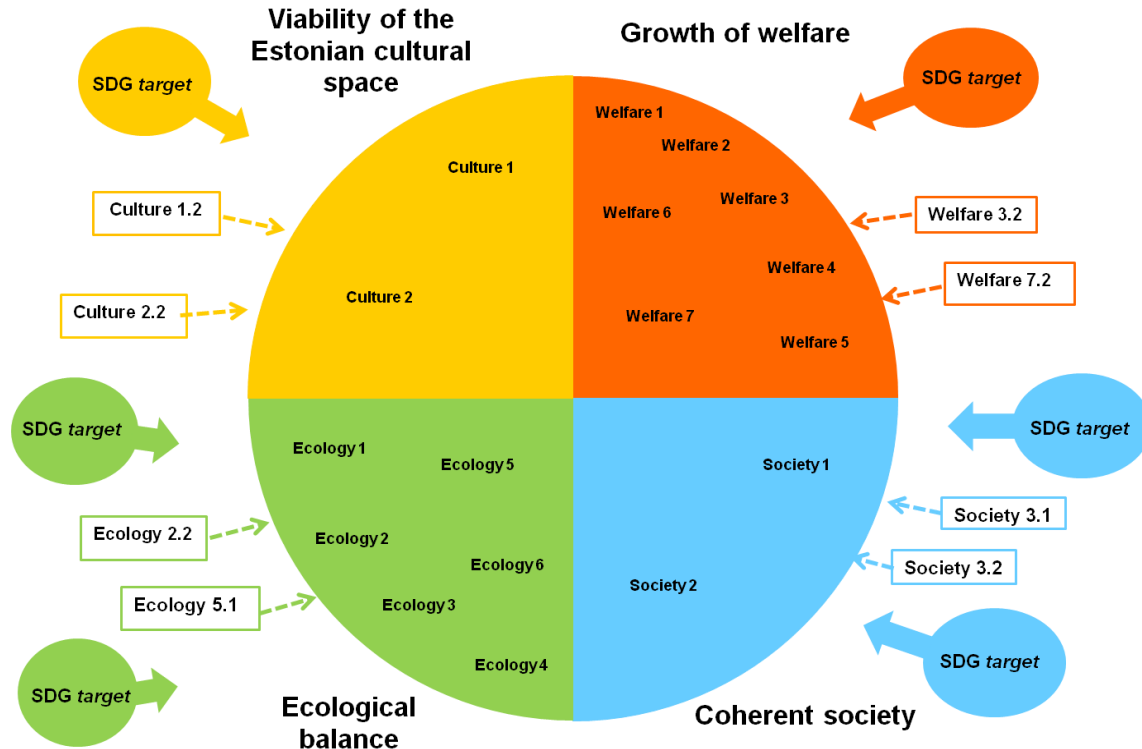 Viability of the
Estonian cultural
space
Growth of welfare
SDG target
SDG target
Welfare 1
Welfare 2
Culture 1
Welfare 3
Culture 1.2
Welfare 6
Welfare 3.2
Welfare 4
Welfare 7.2
Culture 2
Culture 2.2
Welfare 7
Welfare 5
SDG target
SDG target
Ecology 1
Ecology 5
Society 1
Society 3.1
Ecology 2.2
Ecology 2
Ecology 6
Society 3.2
Society 2
Ecology 5.1
Ecology 3
Ecology 4
SDG target
SDG target
Ecological
balance
Coherent society